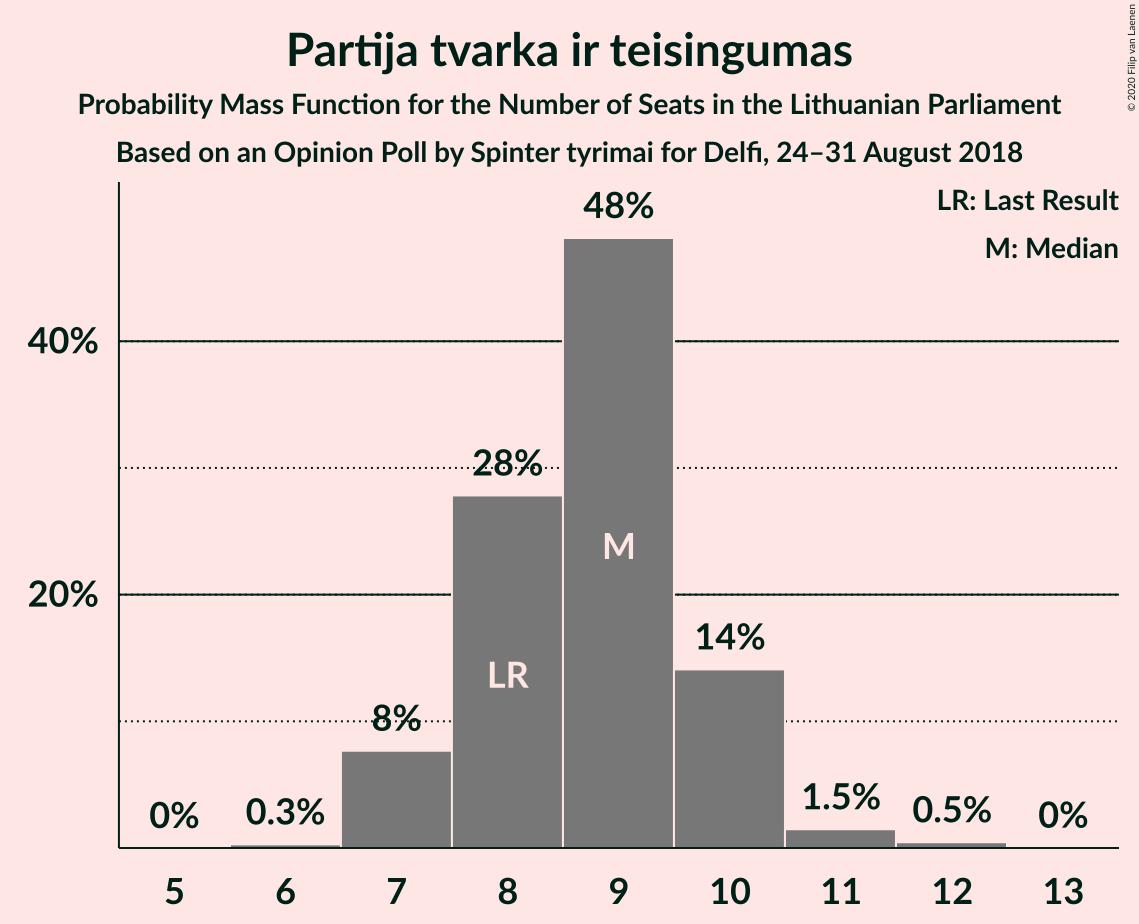 Partija tvarka ir teisingumas
Probability Mass Function for the Number of Seats in the Lithuanian Parliament
Based on an Opinion Poll by Spinter tyrimai for Delfi, 24–31 August 2018
© 2020 Filip van Laenen
LR: Last Result
M: Median
48%
40%
28%
M
20%
14%
LR
8%
0%
0.3%
1.5%
0.5%
0%
5 6 7 8 9 10 11 12 13